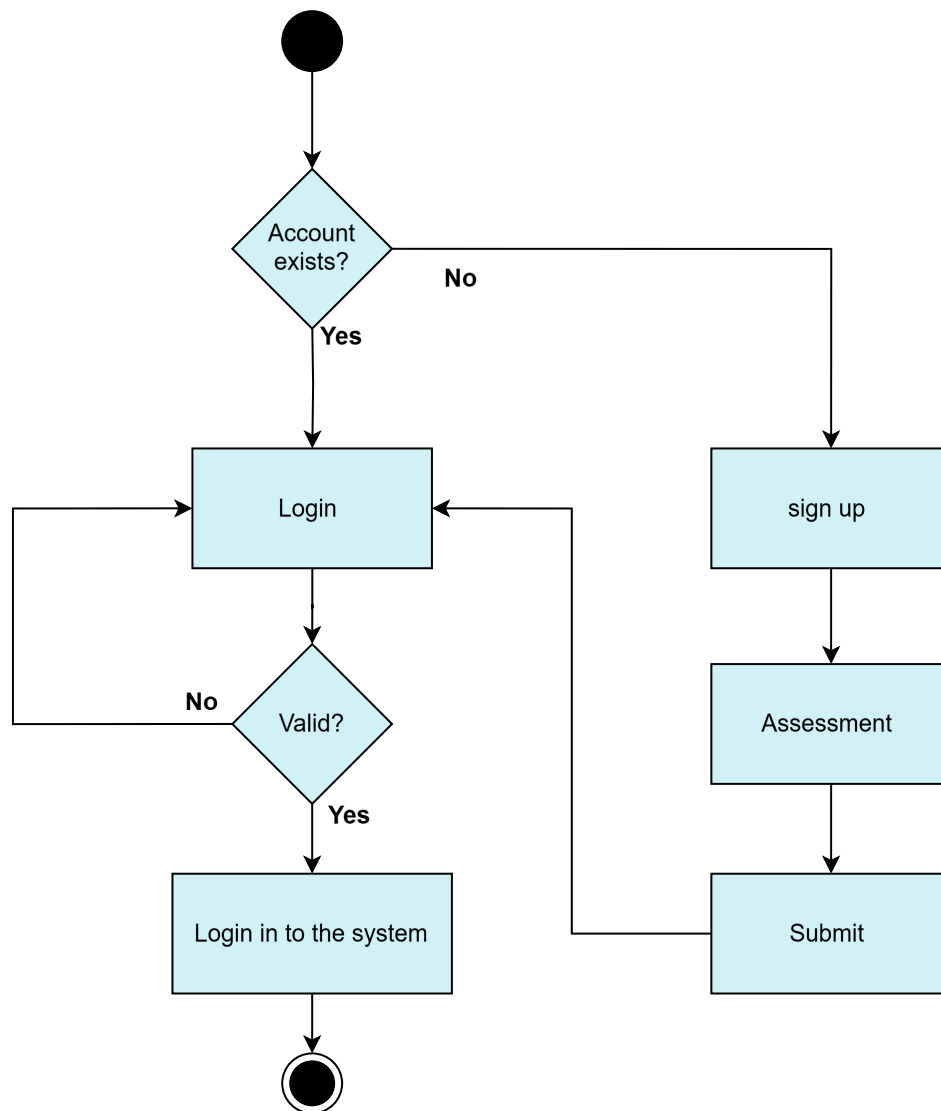 Account
exists?
No
Yes
Login
sign up
No
Valid?
Assessment
Yes
Login in to the system
Submit